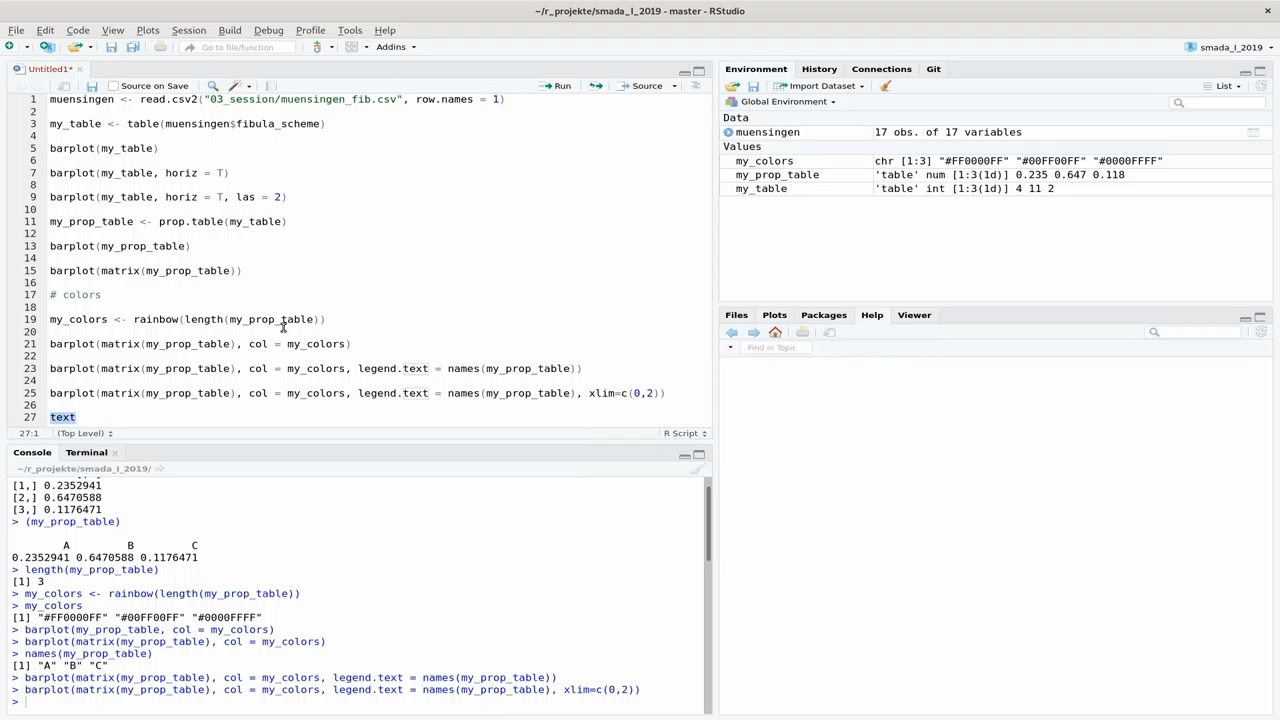 ~/r_projekte/smada_I_2019 - master - RStudio
File Edit Code View Plots Session Build Debug Profile Tools Help
Go to file/function Addins smada_I_2019
Untitled1*
Source on Save Run Source
1 muensingen <- read.csv2("03_session/muensingen_fib.csv", row.names = 1)
2
3 my_table <- table(muensingen$fibula_scheme)
4
5 barplot(my_table)
6
7 barplot(my_table, horiz = T)
8
9 barplot(my_table, horiz = T, las = 2)
10
11 my_prop_table <- prop.table(my_table)
12
13 barplot(my_prop_table)
14
15 barplot(matrix(my_prop_table))
16
17 # colors
18
19 my_colors <- rainbow(length(my_prop_table))
20
21 barplot(matrix(my_prop_table), col = my_colors)
22
23 barplot(matrix(my_prop_table), col = my_colors, legend.text = names(my_prop_table))
24
25 barplot(matrix(my_prop_table), col = my_colors, legend.text = names(my_prop_table), xlim=c(0,2))
26
27 text
27:1 (Top Level) R Script
Console Terminal
~/r_projekte/smada_I_2019/
[1,] 0.2352941
[2,] 0.6470588
[3,] 0.1176471
> (my_prop_table)
A B C
0.2352941 0.6470588 0.1176471
> length(my_prop_table)
[1] 3
> my_colors <- rainbow(length(my_prop_table))
> my_colors
[1] "#FF0000FF" "#00FF00FF" "#0000FFFF"
> barplot(my_prop_table, col = my_colors)
> barplot(matrix(my_prop_table), col = my_colors)
> names(my_prop_table)
[1] "A" "B" "C"
> barplot(matrix(my_prop_table), col = my_colors, legend.text = names(my_prop_table))
> barplot(matrix(my_prop_table), col = my_colors, legend.text = names(my_prop_table), xlim=c(0,2))
>
Environment History Connections Git
Import Dataset List
Global Environment
Data
muensingen 17 obs. of 17 variables
Values
my_colors chr [1:3] "#FF0000FF" "#00FF00FF" "#0000FFFF"
my_prop_table 'table' num [1:3(1d)] 0.235 0.647 0.118
my_table 'table' int [1:3(1d)] 4 11 2
Files Plots Packages Help Viewer
Find in Topic